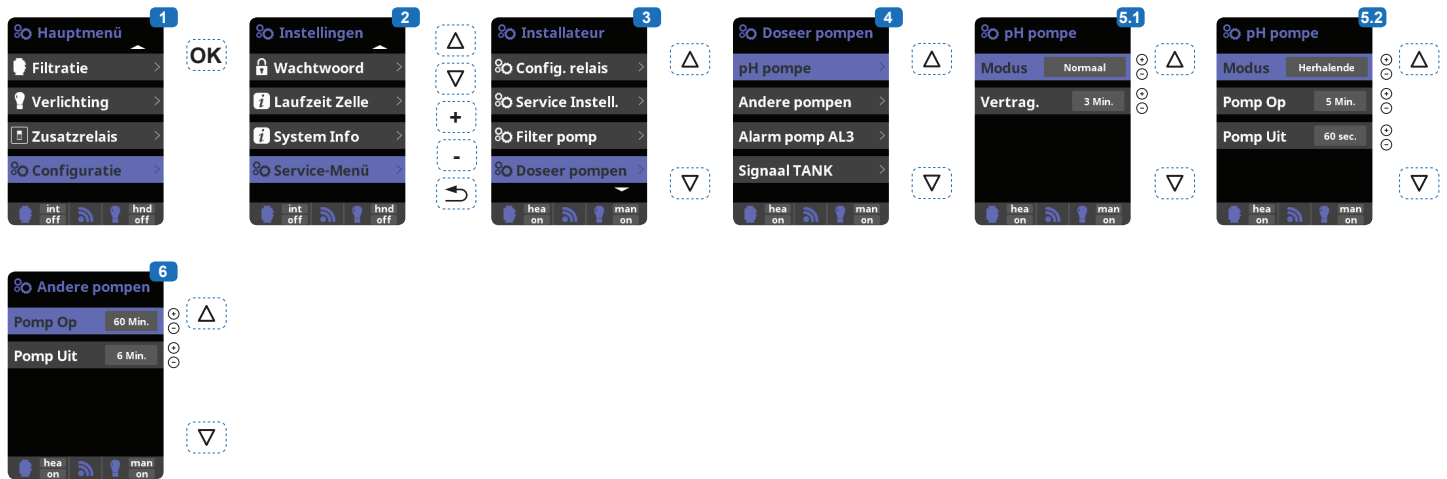 1
Hauptmenü
Filtratie
Verlichting
Zusatzrelais
Configuratie
int
off
hnd
off
OK
2
Instellingen
Wachtwoord
Laufzeit Zelle
System Info
Service-Menü
int
off
hnd
off
+
-
3
Installateur
Config. relais
Service Instell.
Filter pomp
Doseer pompen
hea
on
man
on
4
Doseer pompen
pH pompe
Andere pompen
Alarm pomp AL3
Signaal TANK
hea
on
man
on
5.1
pH pompe
Modus Normaal
Vertrag. 3 Min.
hea
on
man
on
5.2
pH pompe
Modus Herhalende
Pomp Op 5 Min.
Pomp Uit 60 sec.
hea
on
man
on
6
Andere pompen
Pomp Op 60 Min.
Pomp Uit 6 Min.
hea
on
man
on